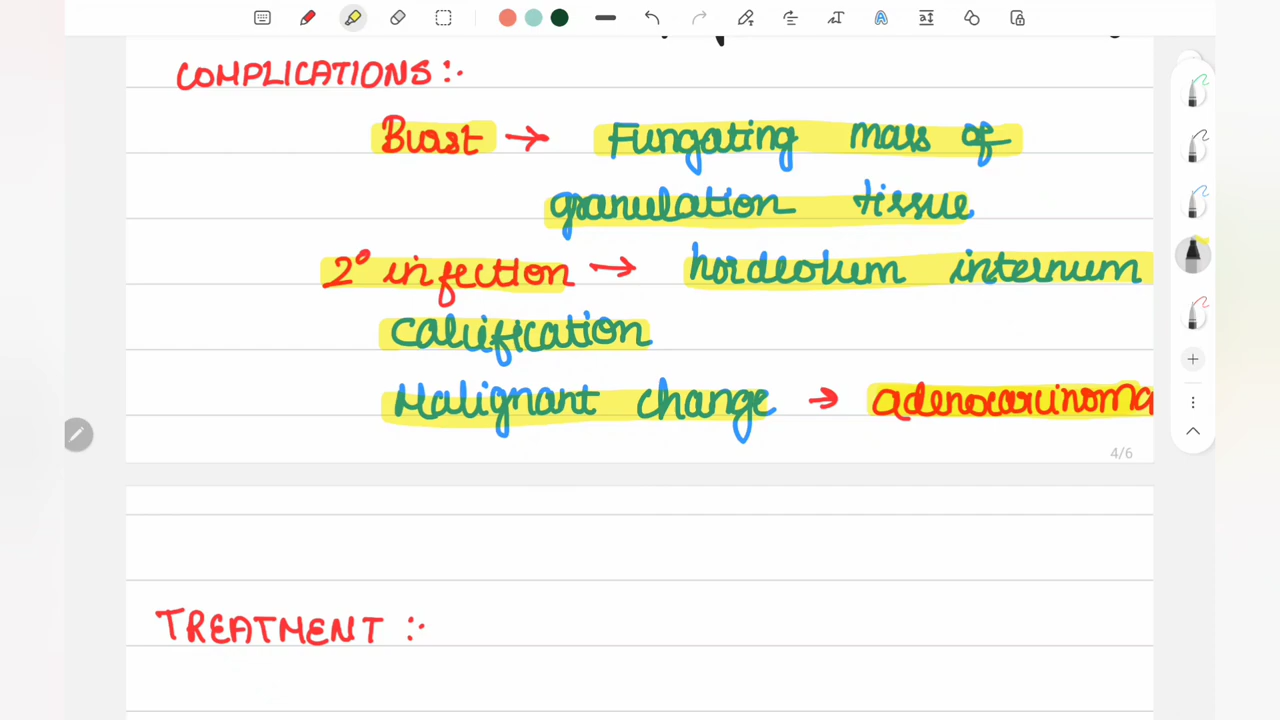 COMPLICATIONS :-
Burst → Fungating mass of
granulation tissue
2° infection → hordeolum internum
Calcification
Malignant change → adenocarcinoma
4/6
TREATMENT :-